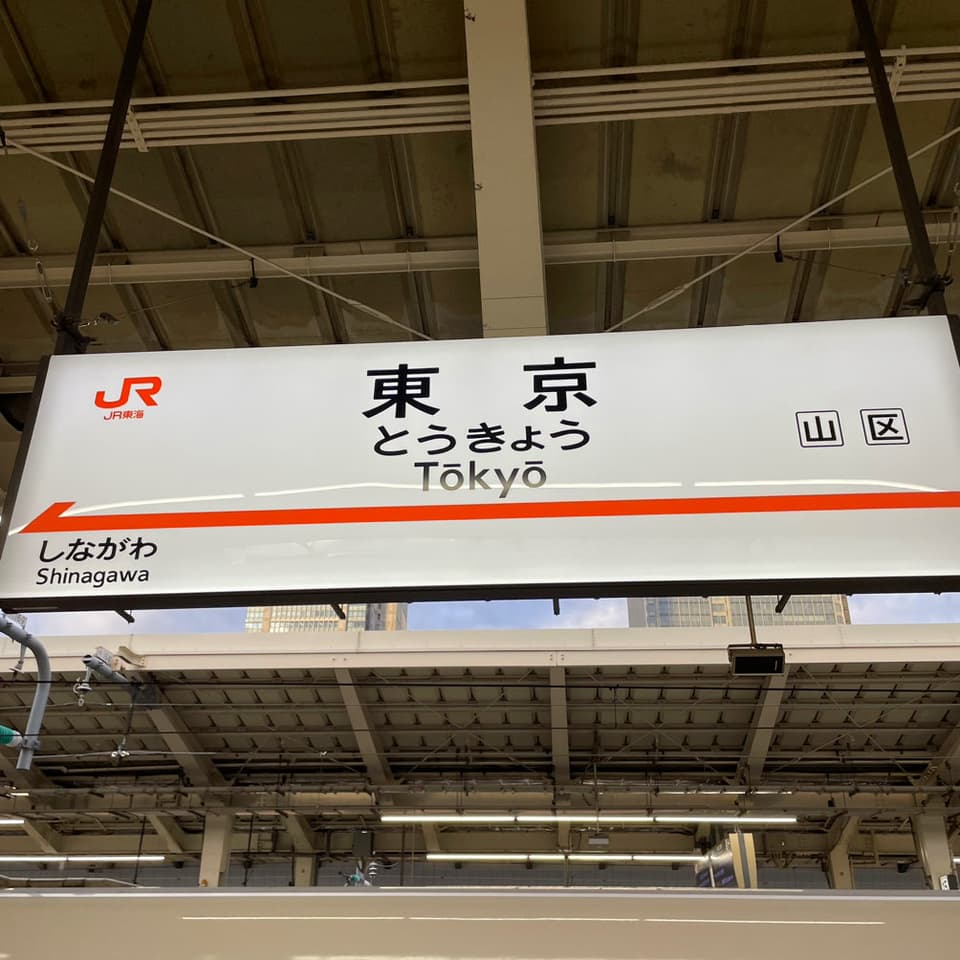 JR
JR東海
東京
とうきょう
Tōkyō
山 区
しながわ
Shinagawa